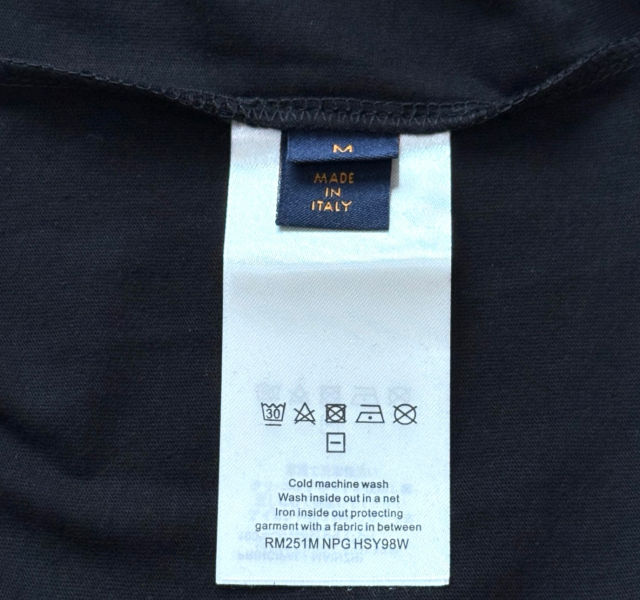 M
MADE
IN
ITALY
30
Cold machine wash
Wash inside out in a net
Iron inside out protecting
garment with a fabric in between
RM251M NPG HSY98W